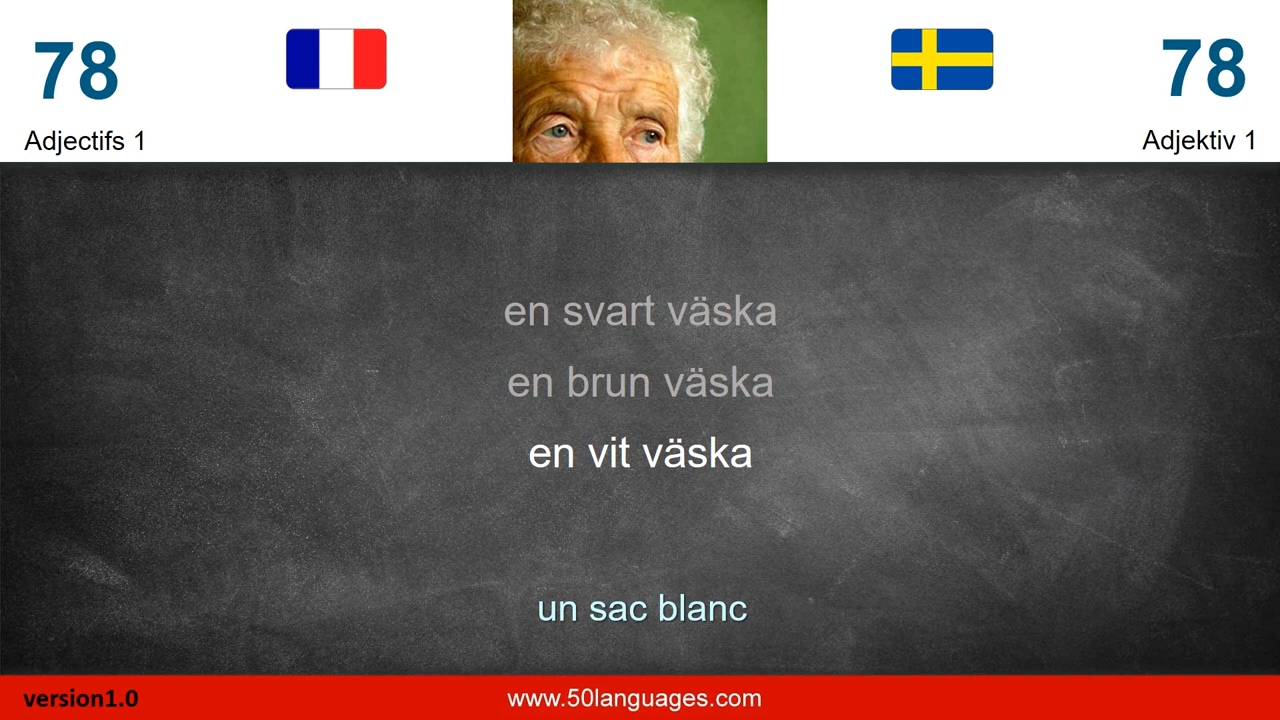 78
78
Adjectifs 1
Adjektiv 1
en svart väska
en brun väska
en vit väska
un sac blanc
version1.0
www.50languages.com